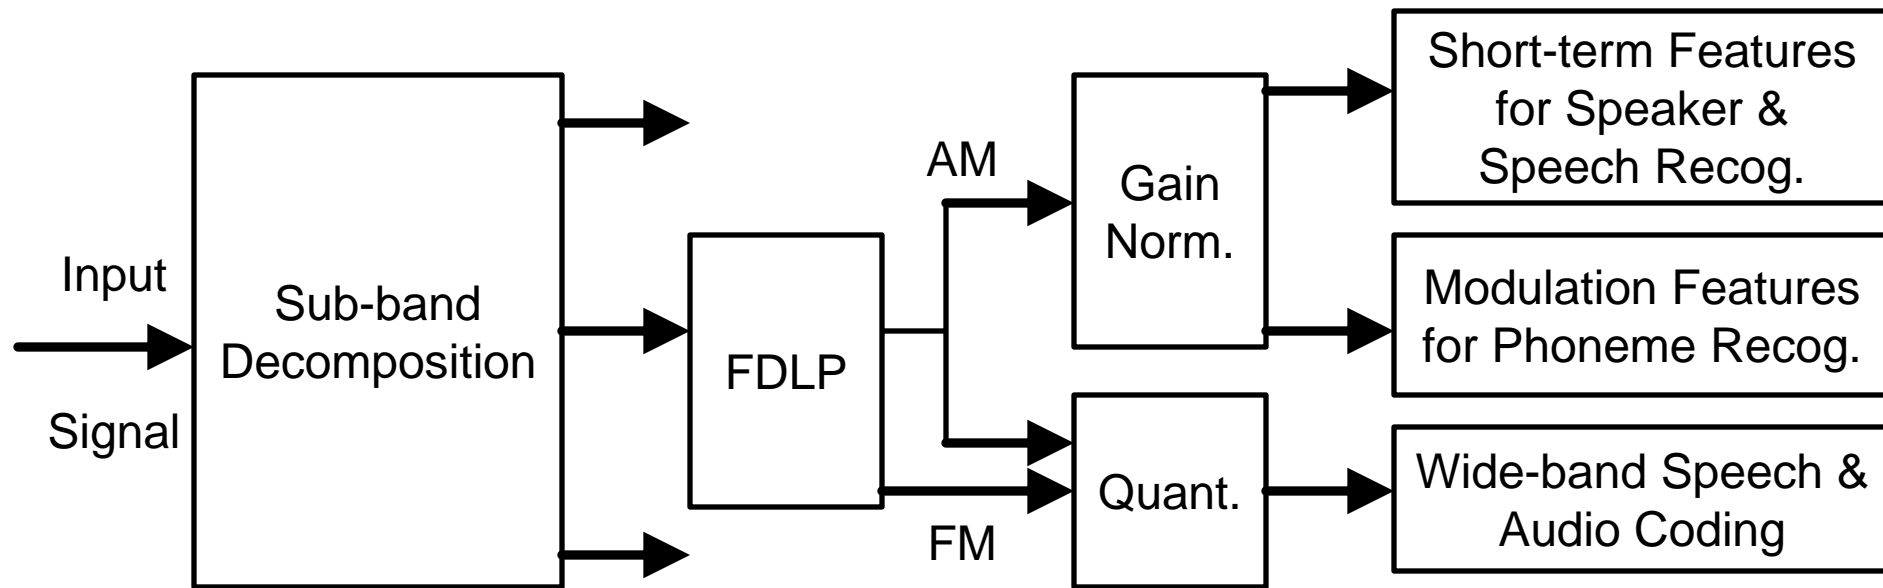 Input
Signal
Sub-band
Decomposition
FDLP
AM
FM
Gain
Norm.
Quant.
Short-term Features
for Speaker &
Speech Recog.
Modulation Features
for Phoneme Recog.
Wide-band Speech &
Audio Coding